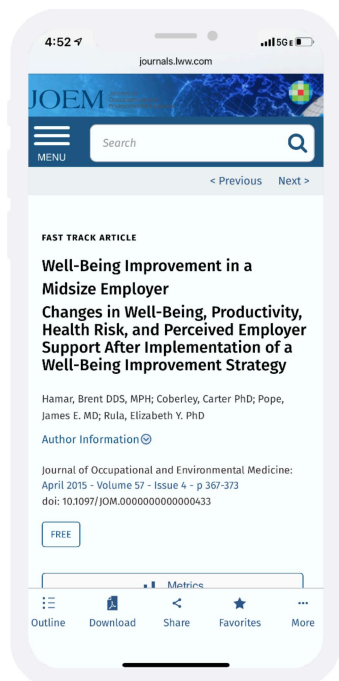 4:52
5GE
journals.lww.com
JOEM
MENU
Search
< Previous Next >
FAST TRACK ARTICLE
Well-Being Improvement in a
Midsize Employer
Changes in Well-Being, Productivity,
Health Risk, and Perceived Employer
Support After Implementation of a
Well-Being Improvement Strategy
Hamar, Brent DDS, MPH; Coberley, Carter PhD; Pope,
James E. MD; Rula, Elizabeth Y. PhD
Author Information
Journal of Occupational and Environmental Medicine:
April 2015 - Volume 57 - Issue 4 - p 367-373
doi: 10.1097/JOM.0000000000000433
FREE
Metrics
Outline Download Share Favorites More